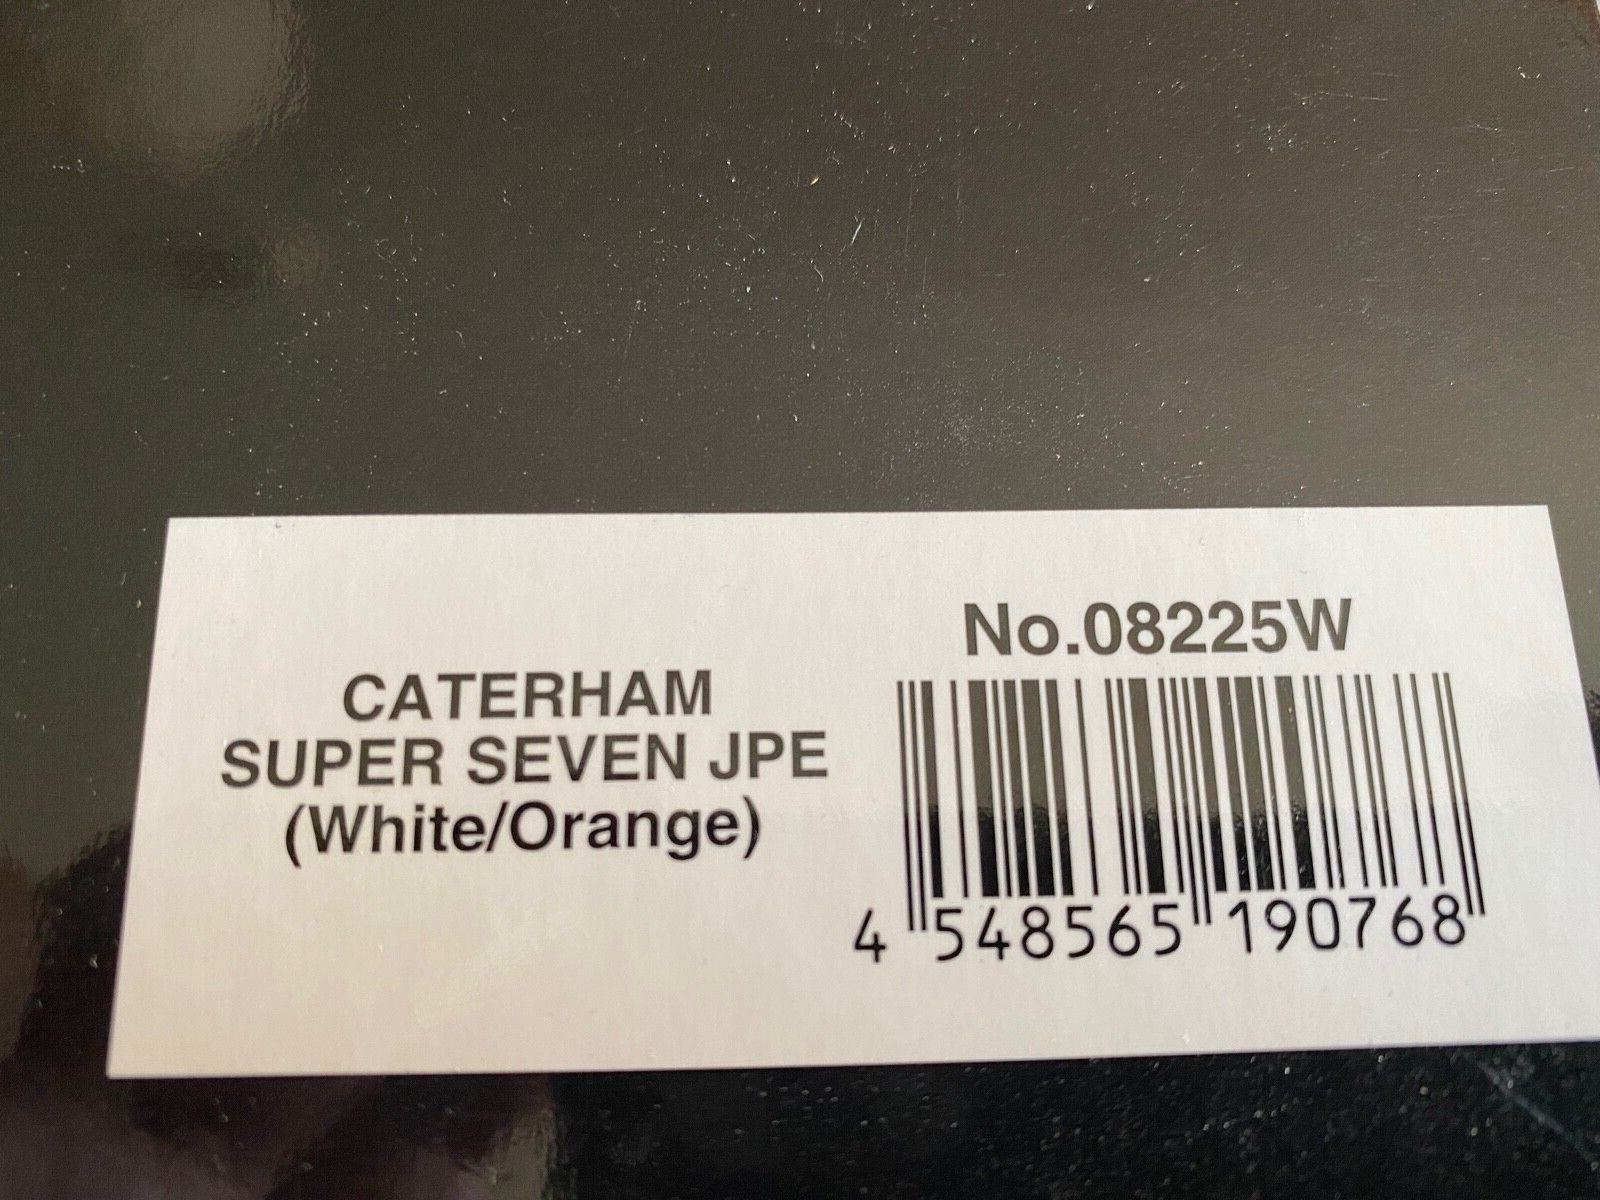 No.08225W
CATERHAM
SUPER SEVEN JPE
(White/Orange)
4 548565 190768